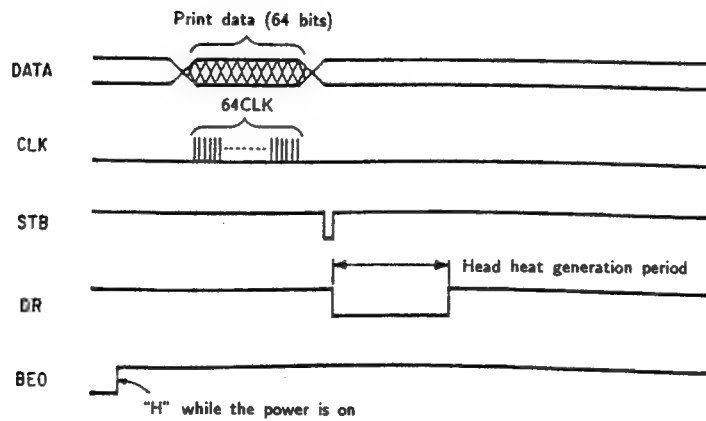 Print data (64 bits)
DATA
64CLK
CLK
STB
Head heat generation period
DR
BEO
"H" while the power is on